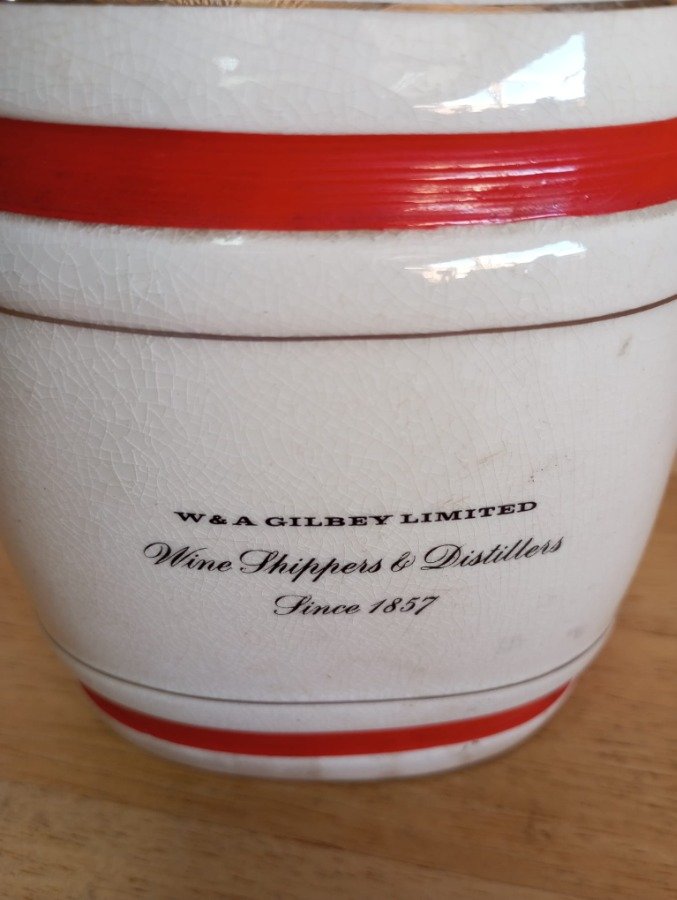 W & A GILBEY LIMITED
Wine Shippers & Distillers
Since 1857